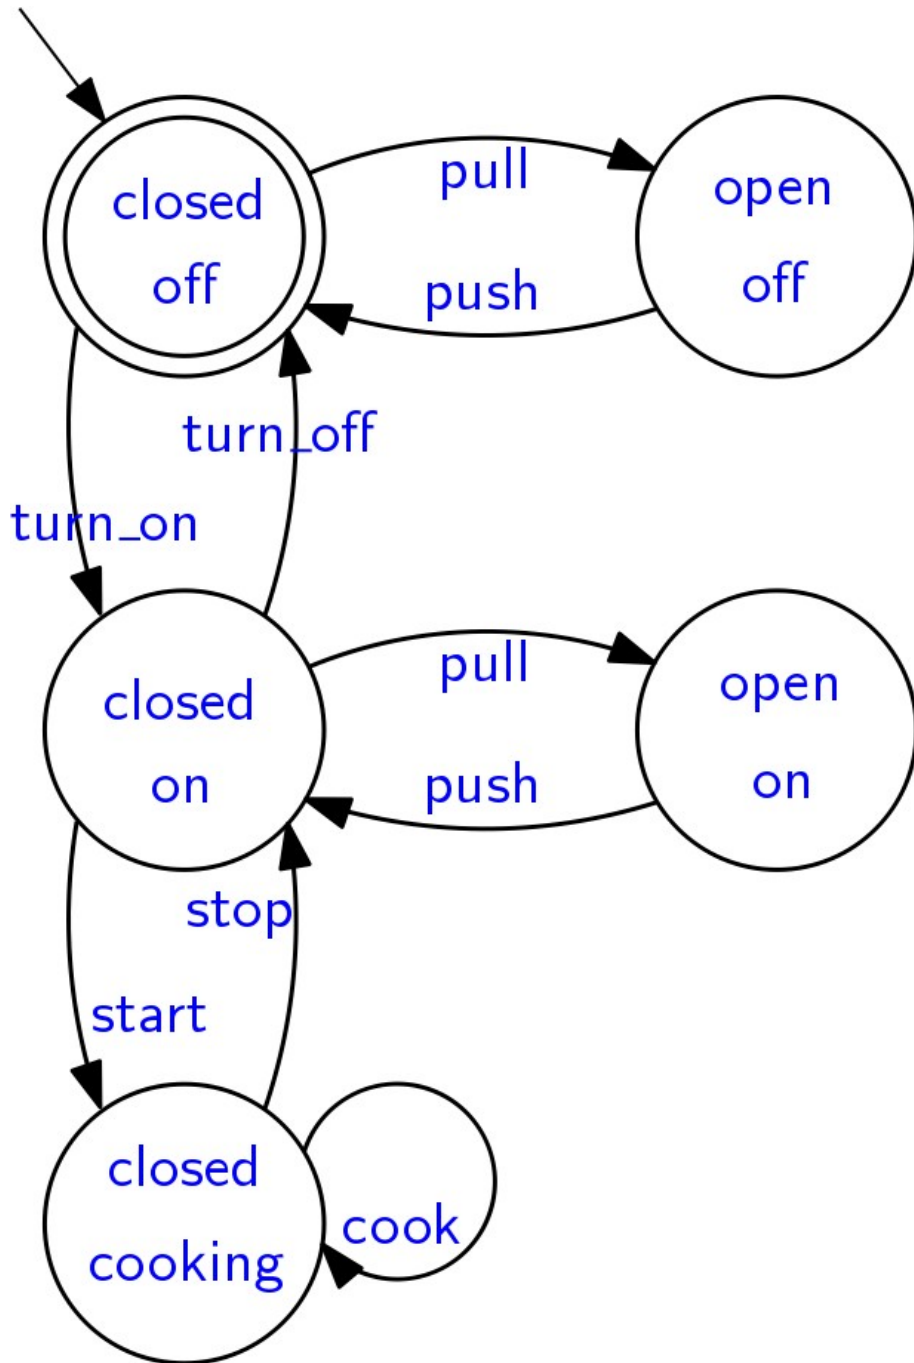 closed
off
pull
open
off
push
turn_off
turn_on
closed
on
pull
open
on
push
stop
start
closed
cooking
cook